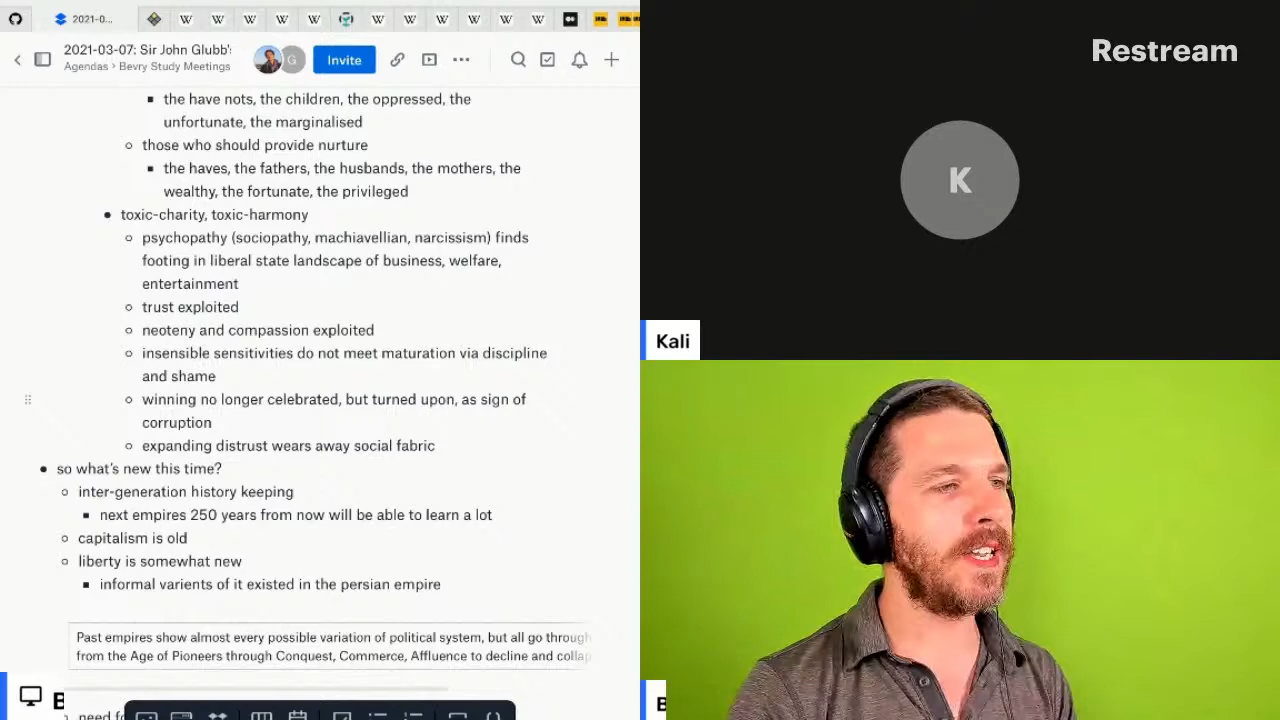 2021-0...
2021-03-07: Sir John Glubb':
Agendas > Bevry Study Meetings
G
Invite
the have nots, the children, the oppressed, the
unfortunate, the marginalised
those who should provide nurture
the haves, the fathers, the husbands, the mothers, the
wealthy, the fortunate, the privileged
toxic-charity, toxic-harmony
psychopathy (sociopathy, machiavellian, narcissism) finds
footing in liberal state landscape of business, welfare,
entertainment
trust exploited
neoteny and compassion exploited
insensible sensitivities do not meet maturation via discipline
and shame
winning no longer celebrated, but turned upon, as sign of
corruption
expanding distrust wears away social fabric
so what's new this time?
inter-generation history keeping
next empires 250 years from now will be able to learn a lot
capitalism is old
liberty is somewhat new
informal varients of it existed in the persian empire
Past empires show almost every possible variation of political system, but all go through
from the Age of Pioneers through Conquest, Commerce, Affluence to decline and collap
need fo
B
Restream
K
Kali
B